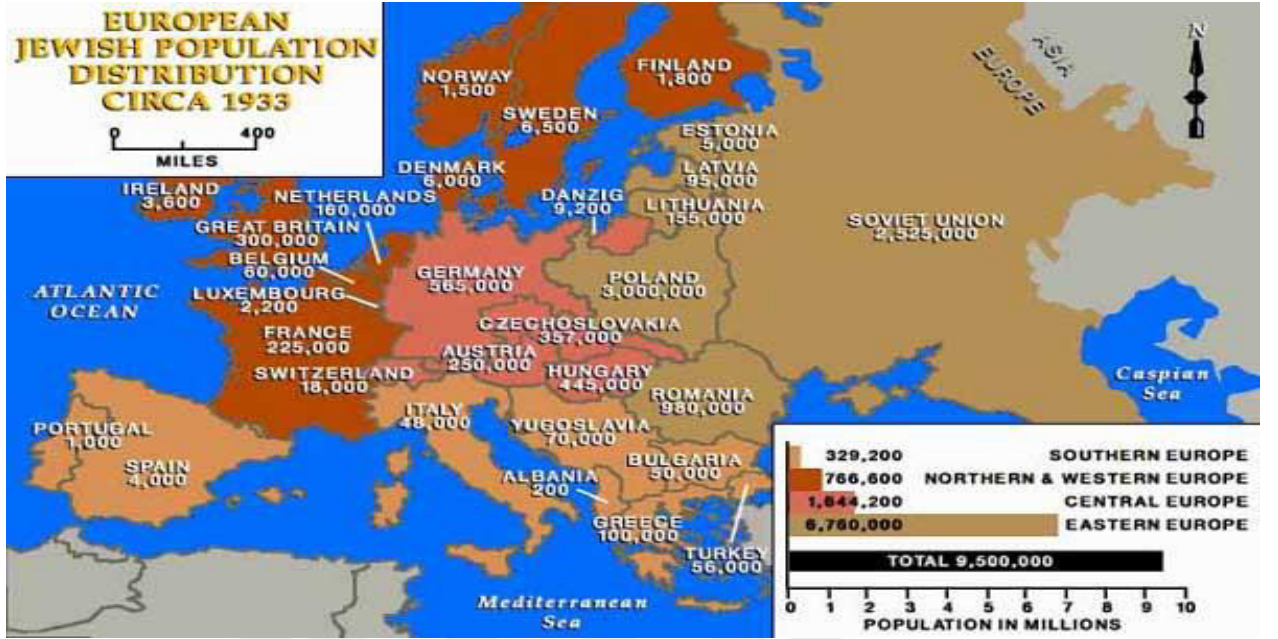 EUROPEAN
JEWISH POPULATION
DISTRIBUTION
CIRCA 1933
0 400
MILES
N
ASIA
EUROPE
NORWAY
1,500
SWEDEN
6,500
FINLAND
1,800
ESTONIA
5,000
LATVIA
95,000
LITHUANIA
155,000
DENMARK
6,000
DANZIG
9,200
IRELAND
3,600
NETHERLANDS
160,000
GREAT BRITAIN
300,000
BELGIUM
60,000
LUXEMBOURG
2,200
GERMANY
565,000
POLAND
3,000,000
SOVIET UNION
2,525,000
ATLANTIC
OCEAN
FRANCE
225,000
CZECHOSLOVAKIA
357,000
SWITZERLAND
18,000
AUSTRIA
250,000
HUNGARY
445,000
ROMANIA
980,000
Caspian
Sea
PORTUGAL
1,000
SPAIN
4,000
ITALY
48,000
YUGOSLAVIA
70,000
BULGARIA
50,000
ALBANIA
200
GREECE
100,000
TURKEY
56,000
Mediterranean
Sea
329,200 SOUTHERN EUROPE
766,600 NORTHERN & WESTERN EUROPE
1,644,200 CENTRAL EUROPE
6,760,000 EASTERN EUROPE
TOTAL 9,500,000
0 1 2 3 4 5 6 7 8 9 10
POPULATION IN MILLIONS